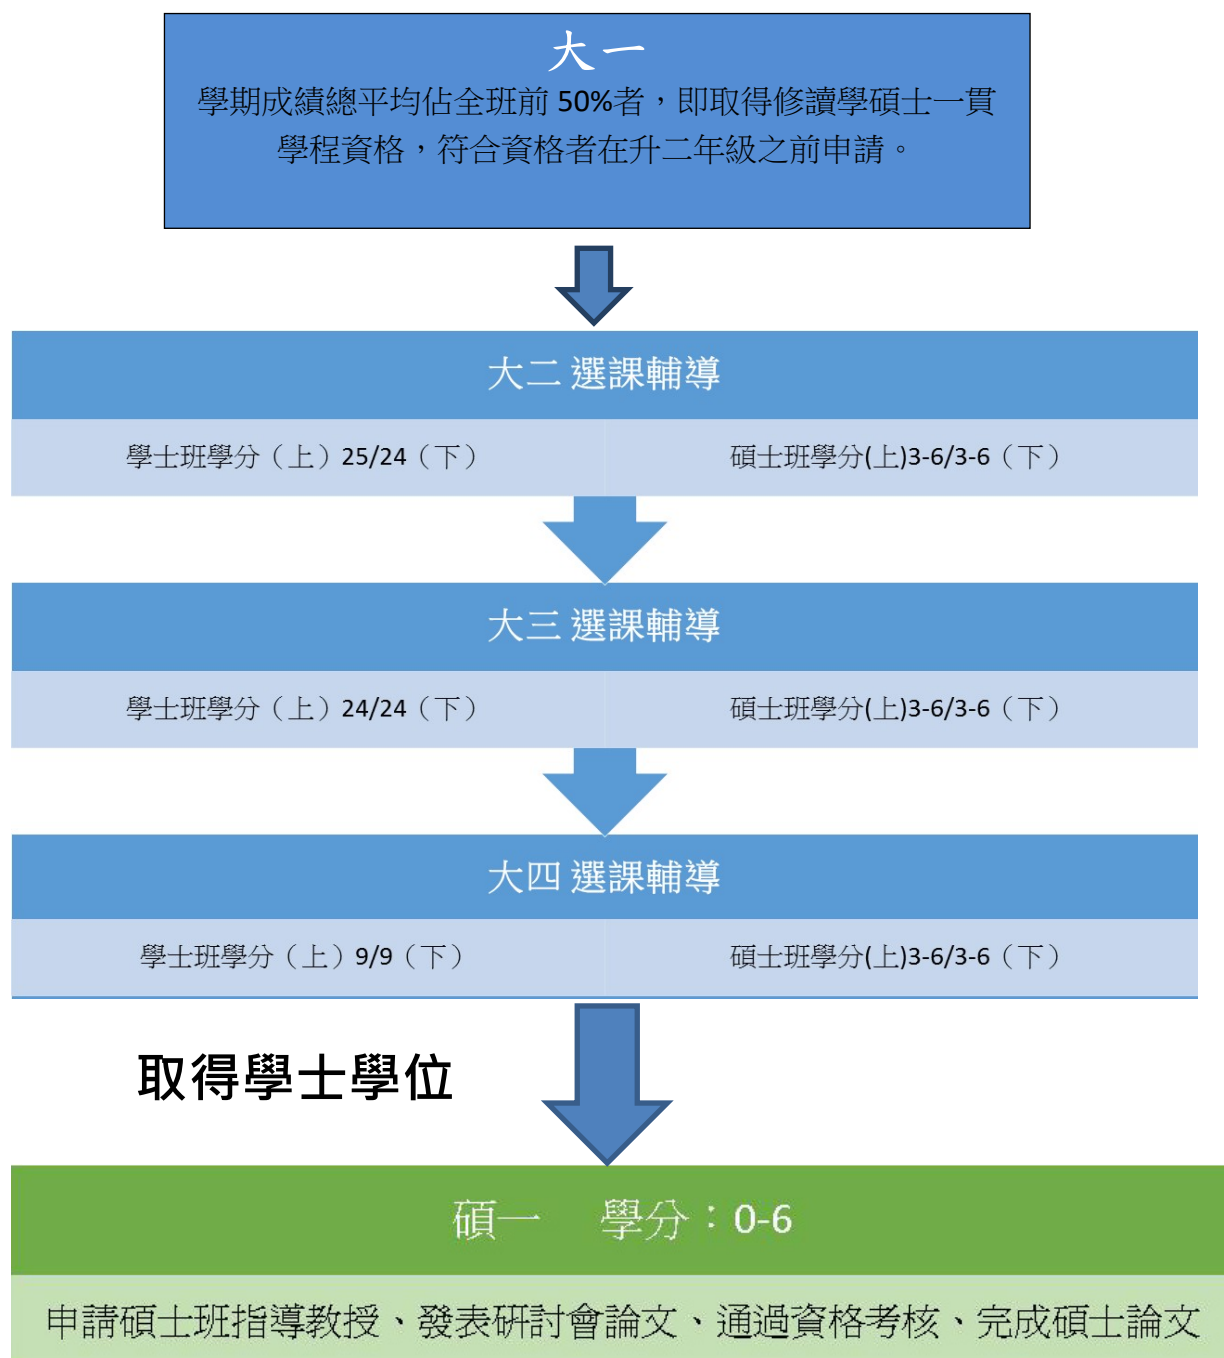 大一
學期成績總平均佔全班前 50%者，即取得修讀學碩士一貫
學程資格，符合資格者在升二年級之前申請。
大二 選課輔導
學士班學分（上）25/24（下）
碩士班學分(上)3-6/3-6（下）
大三 選課輔導
學士班學分（上）24/24（下）
碩士班學分(上)3-6/3-6（下）
大四 選課輔導
學士班學分（上）9/9（下）
碩士班學分(上)3-6/3-6（下）
取得學士學位
碩一 學分：0-6
申請碩士班指導教授、發表研討會論文、通過資格考核、完成碩士論文